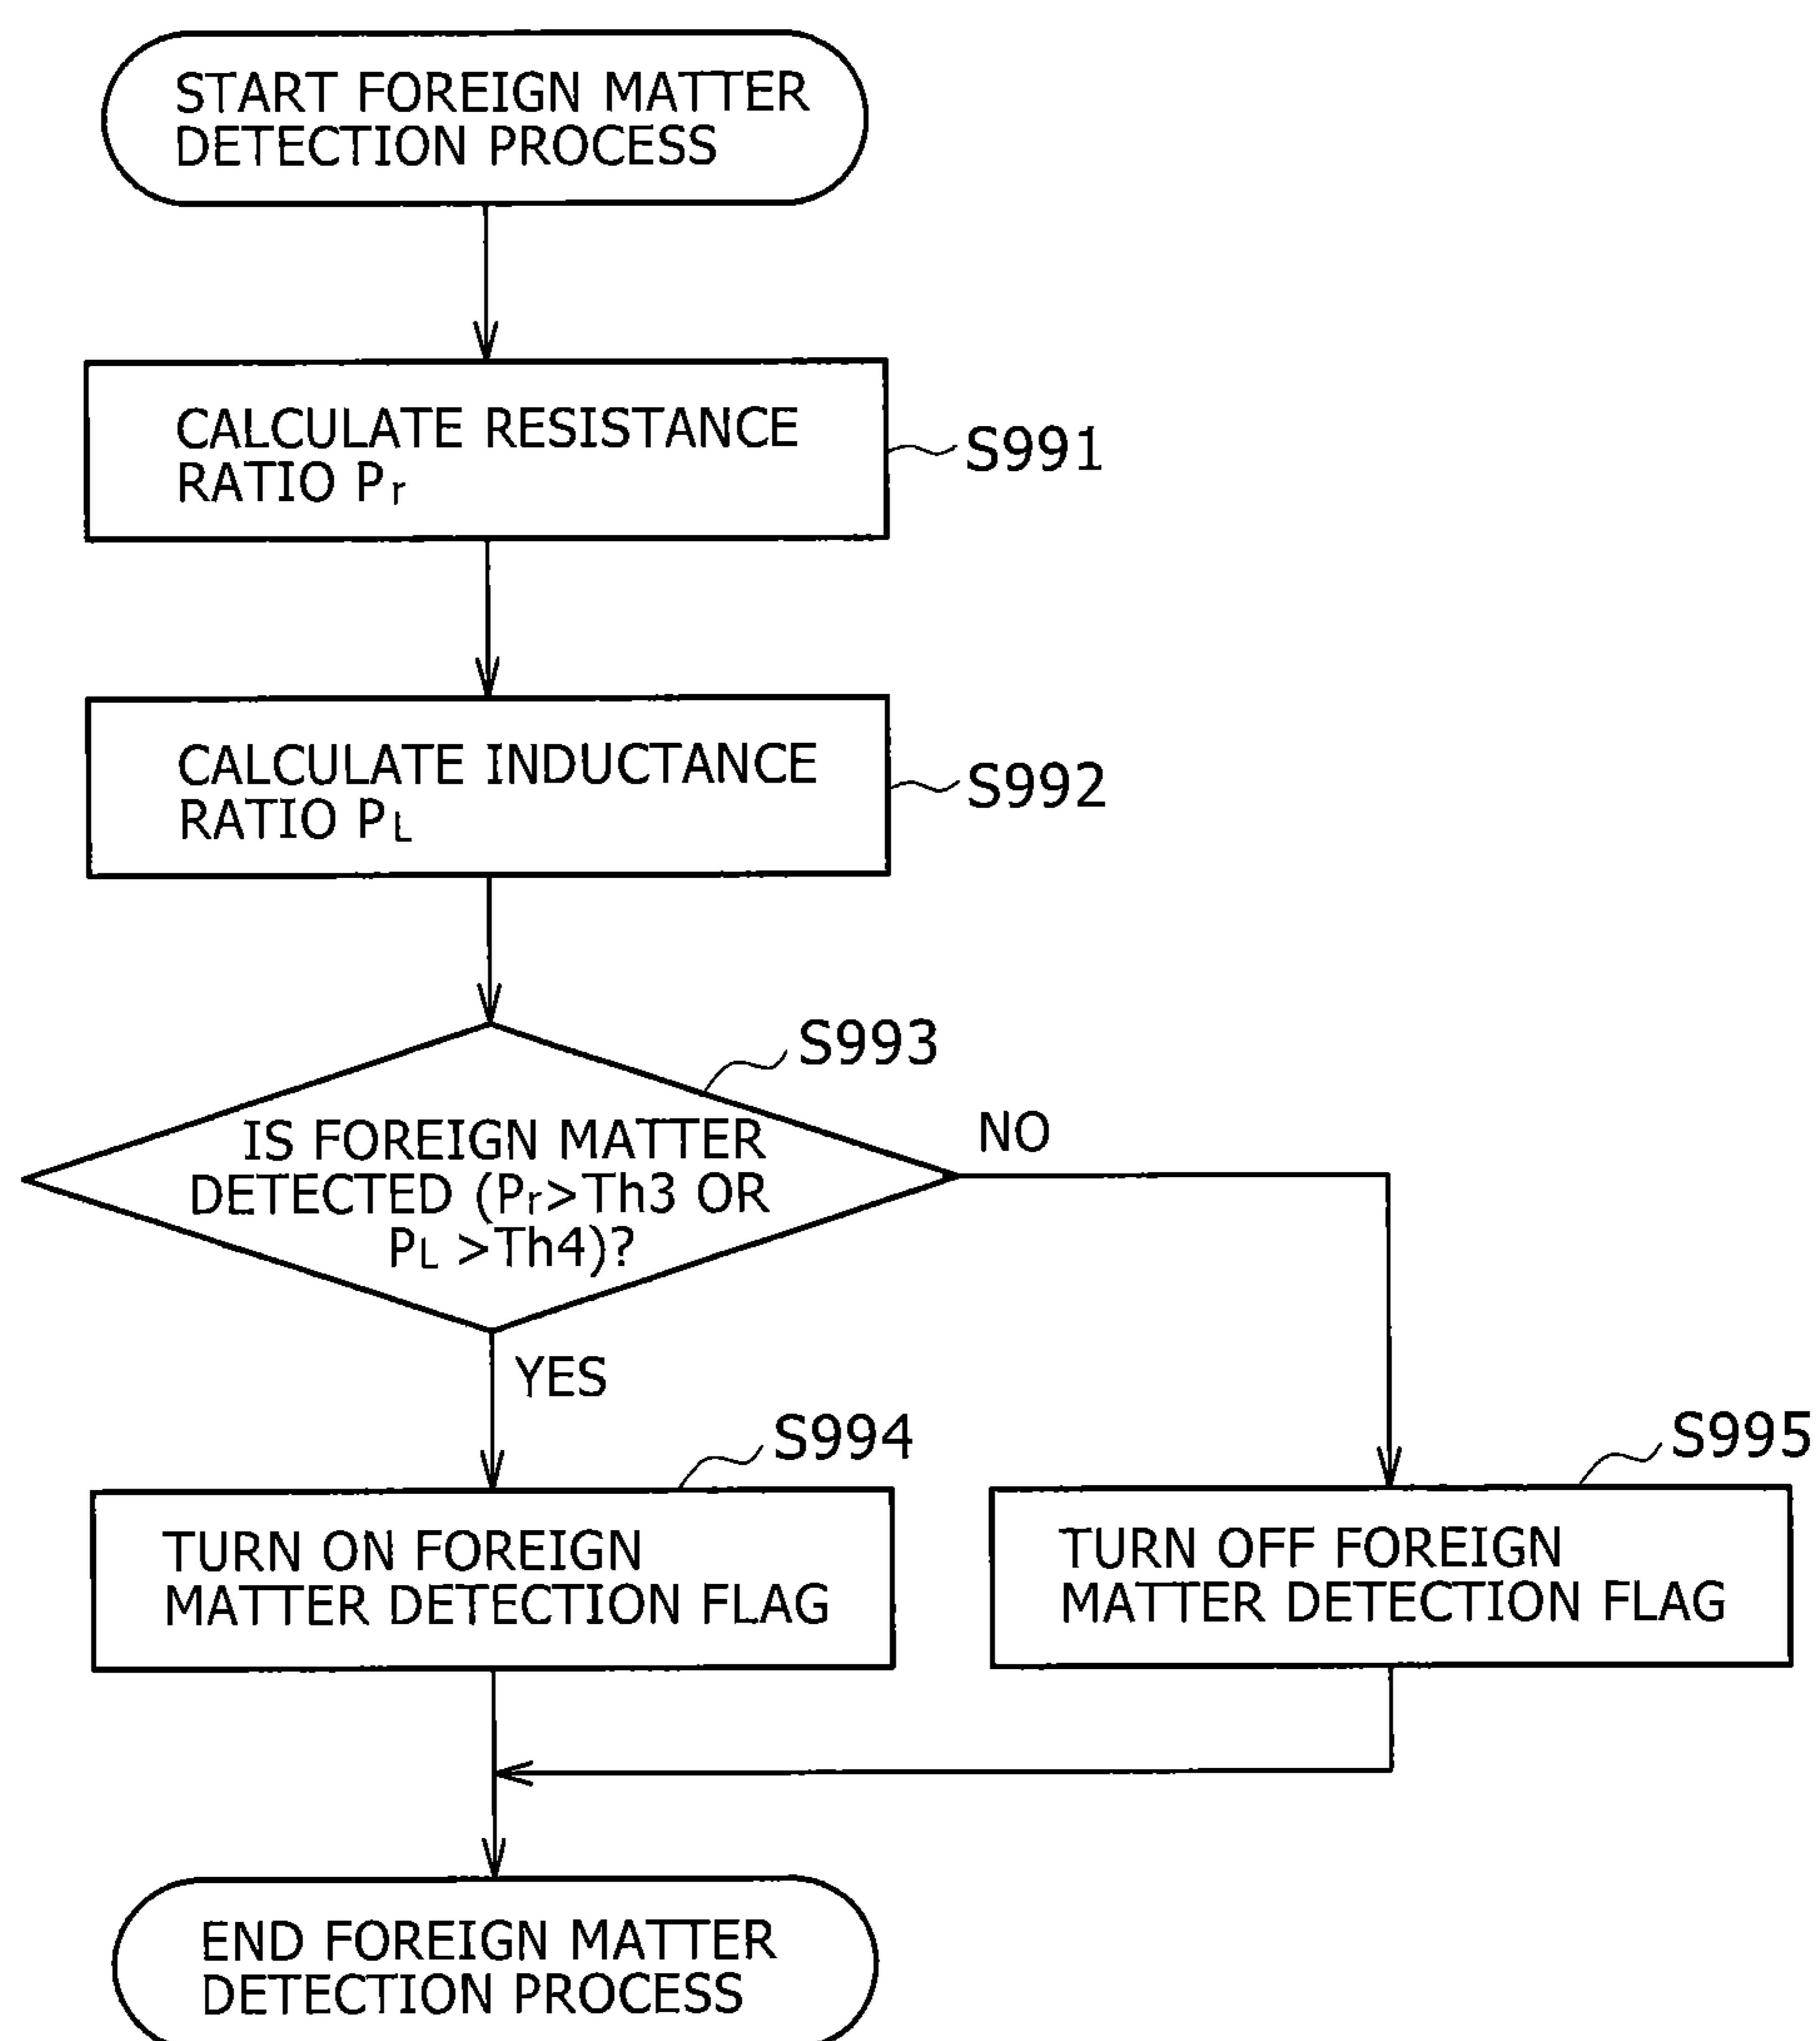 START FOREIGN MATTER
DETECTION PROCESS
CALCULATE RESISTANCE
RATIO Pr
S991
CALCULATE INDUCTANCE
RATIO PL
S992
S993
IS FOREIGN MATTER
DETECTED (Pr>Th3 OR
PL >Th4)?
NO
YES
S994
TURN ON FOREIGN
MATTER DETECTION FLAG
S995
TURN OFF FOREIGN
MATTER DETECTION FLAG
END FOREIGN MATTER
DETECTION PROCESS